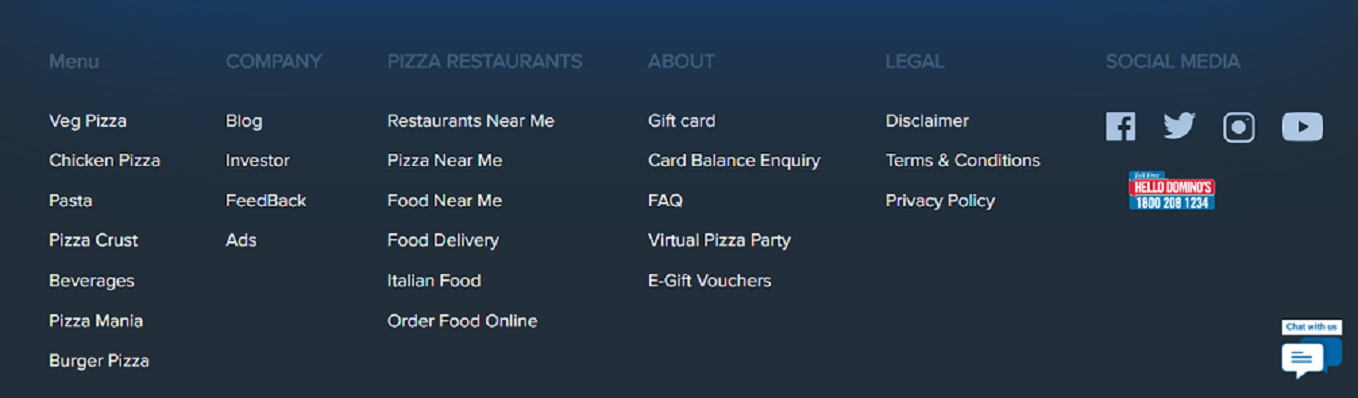 Menu
Veg Pizza
Chicken Pizza
Pasta
Pizza Crust
Beverages
Pizza Mania
Burger Pizza
COMPANY
Blog
Investor
FeedBack
Ads
PIZZA RESTAURANTS
Restaurants Near Me
Pizza Near Me
Food Near Me
Food Delivery
Italian Food
Order Food Online
ABOUT
Gift card
Card Balance Enquiry
FAQ
Virtual Pizza Party
E-Gift Vouchers
LEGAL
Disclaimer
Terms & Conditions
Privacy Policy
SOCIAL MEDIA
Toll Free
HELLO DOMINO'S
1800 208 1234
Chat with us